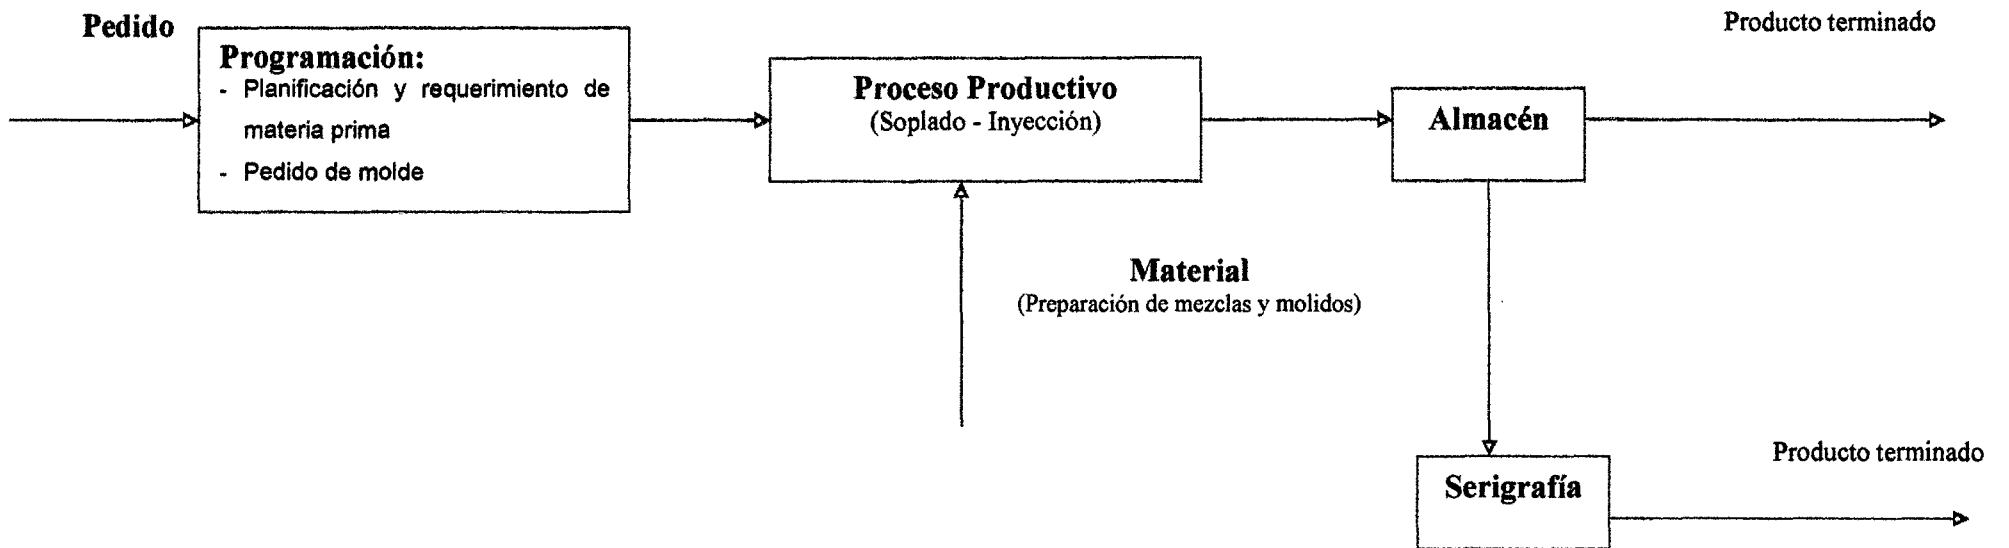 Pedido
Programación:
- Planificación y requerimiento de
materia prima
- Pedido de molde
Proceso Productivo
(Soplado - Inyección)
Almacén
Producto terminado
Material
(Preparación de mezclas y molidos)
Serigrafía
Producto terminado